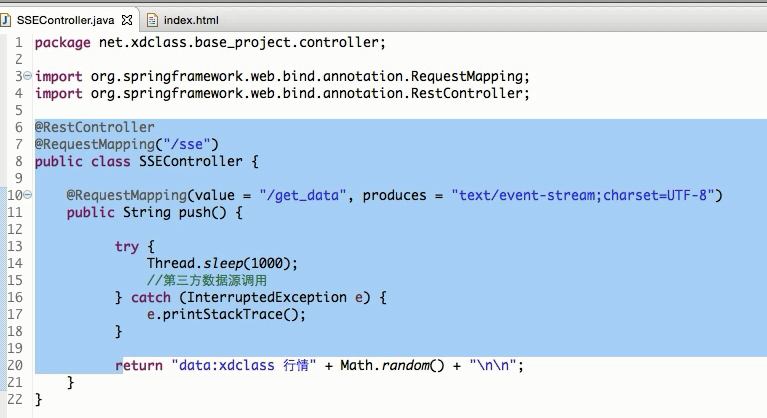 SSEController.java index.html
1 package net.xdclass.base_project.controller;
2
3 import org.springframework.web.bind.annotation.RequestMapping;
4 import org.springframework.web.bind.annotation.RestController;
5
6 @RestController
7 @RequestMapping("/sse")
8 public class SSEController {
9
10 @RequestMapping(value = "/get_data", produces = "text/event-stream;charset=UTF-8")
11 public String push() {
12
13 try {
14 Thread.sleep(1000);
15 //第三方数据源调用
16 } catch (InterruptedException e) {
17 e.printStackTrace();
18 }
19
20 return "data:xdclass 行情" + Math.random() + "\n\n";
21 }
22 }